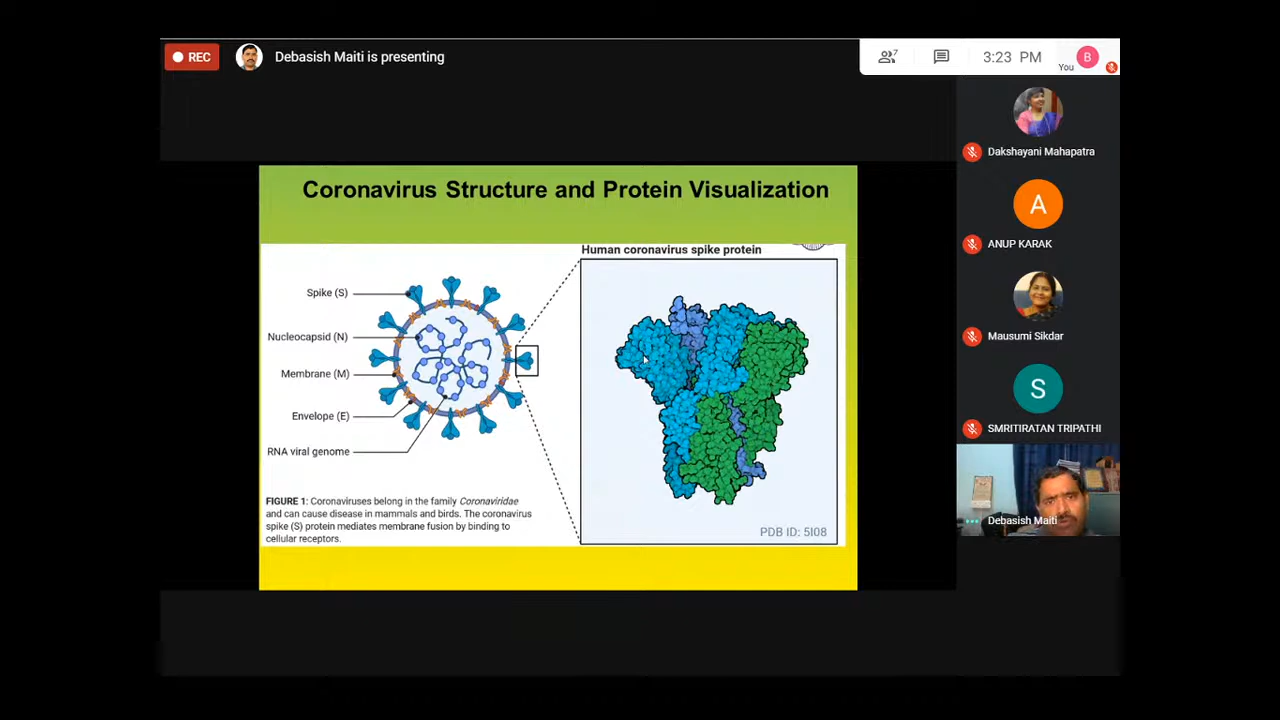 REC
Debasish Maiti is presenting
7
3:23 PM
You
B
Dakshayani Mahapatra
A
ANUP KARAK
Mausumi Sikdar
S
SMRITIRATAN TRIPATHI
Debasish Maiti
Coronavirus Structure and Protein Visualization
Human coronavirus spike protein
Spike (S)
Nucleocapsid (N)
Membrane (M)
Envelope (E)
RNA viral genome
FIGURE 1: Coronaviruses belong in the family Coronaviridae
and can cause disease in mammals and birds. The coronavirus
spike (S) protein mediates membrane fusion by binding to
cellular receptors.
PDB ID: 5I08